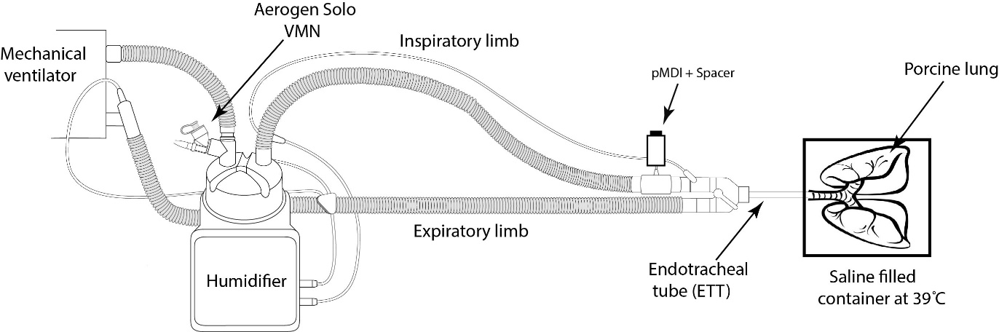 Aerogen Solo
VMN
Inspiratory limb
Mechanical
ventilator
pMDI + Spacer
Porcine lung
Expiratory limb
Endotracheal
tube (ETT)
Humidifier
Saline filled
container at 39°C